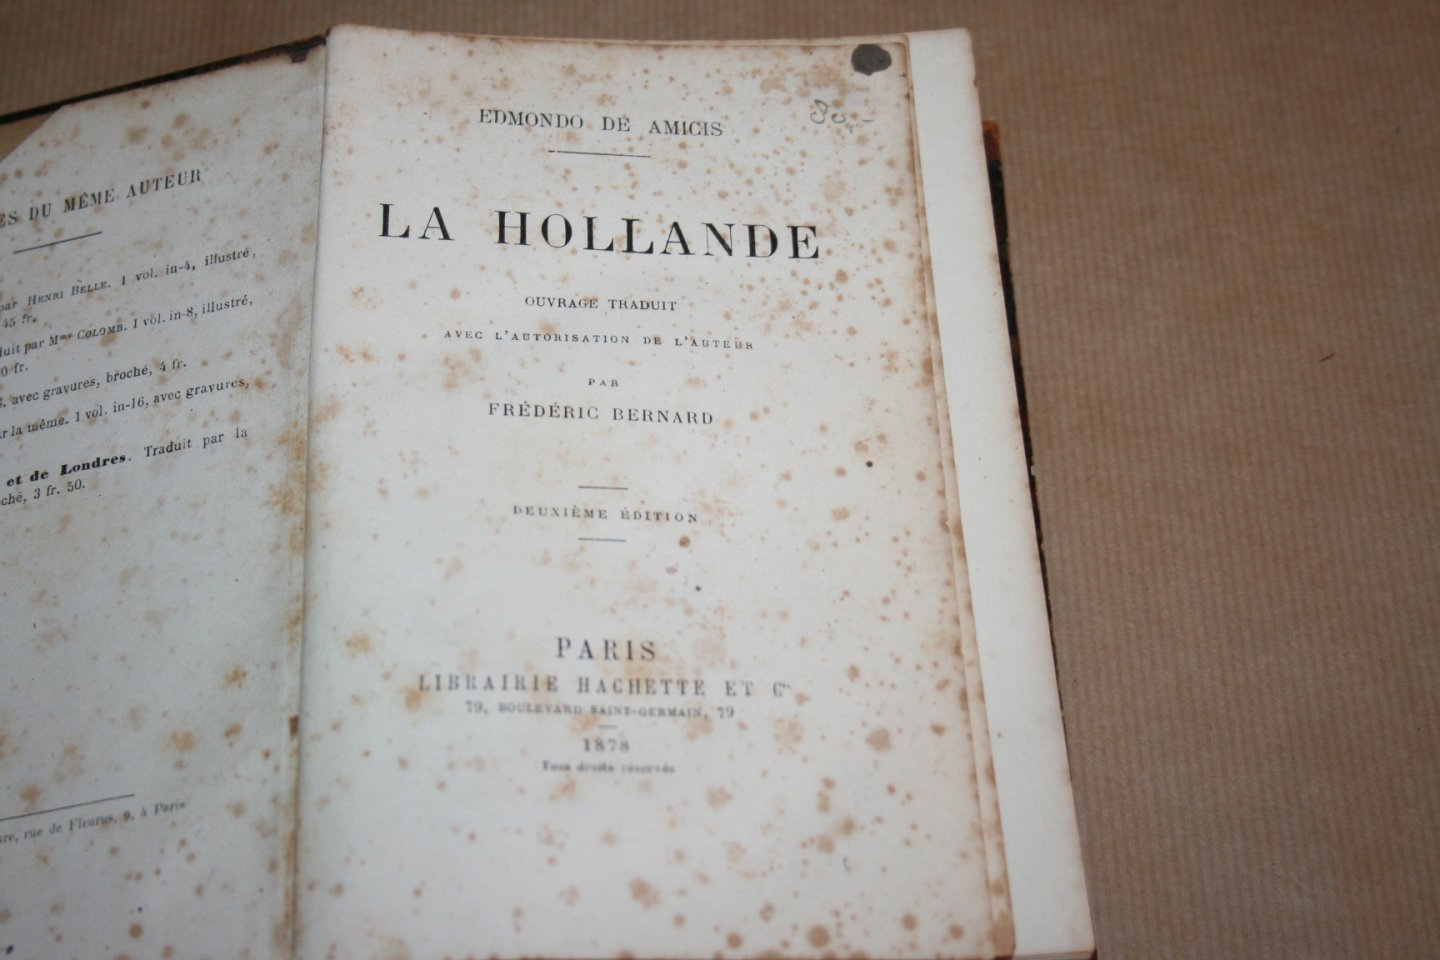 ES DU MÊME AUTEUR
par HENRI BELLE. 1 vol. in-4, illustré,
45 fr.
duit par Mme COLOMB. 1 vol. in-8, illustré,
0 fr.
avec gravures, broché, 4 fr.
ar la même. 1 vol. in-16, avec gravures,
et de Londres. Traduit par la
ché, 3 fr. 50.
ure, rue de Fleurus, 9, à Paris
EDMONDO DE AMICIS
LA HOLLANDE
OUVRAGE TRADUIT
AVEC L'AUTORISATION DE L'AUTEUR
PAR
FRÉDÉRIC BERNARD
DEUXIÈME ÉDITION
PARIS
LIBRAIRIE HACHETTE ET Cie
79, BOULEVARD SAINT-GERMAIN, 79
1878
Tous droits réservés